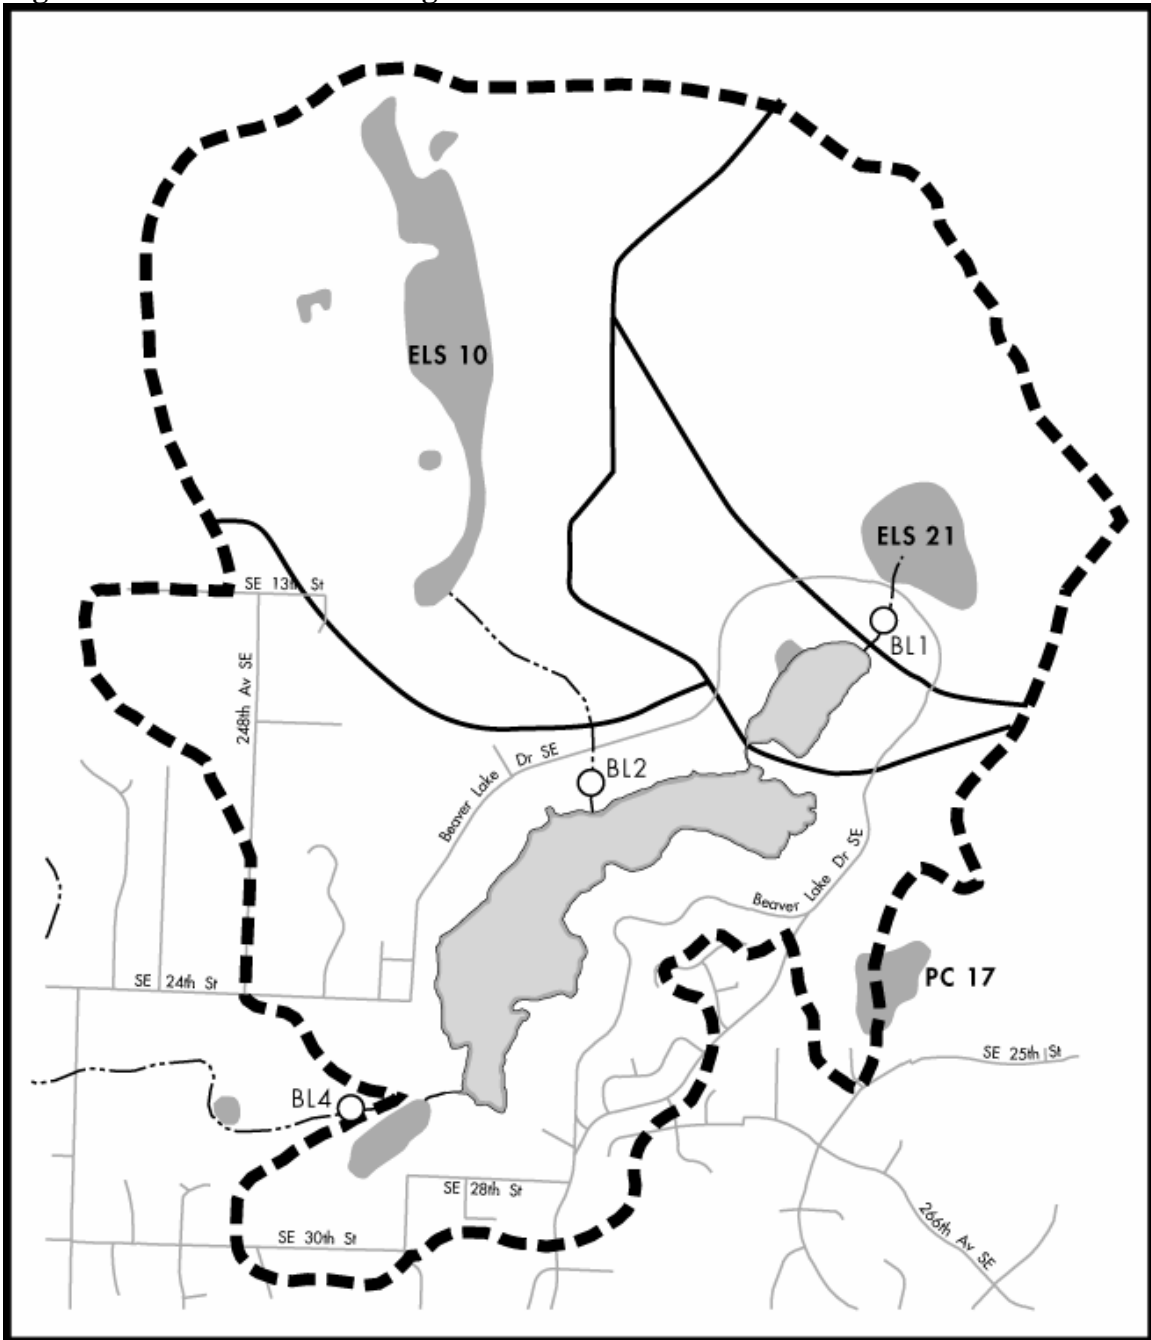 ELS 10
ELS 21
SE 13th St
BL1
248th Av SE
Beaver Lake Dr SE
BL2
Beaver Lake Dr SE
PC 17
SE 24th St
SE 25th St
BL4
SE 28th St
266th Av SE
SE 30th St